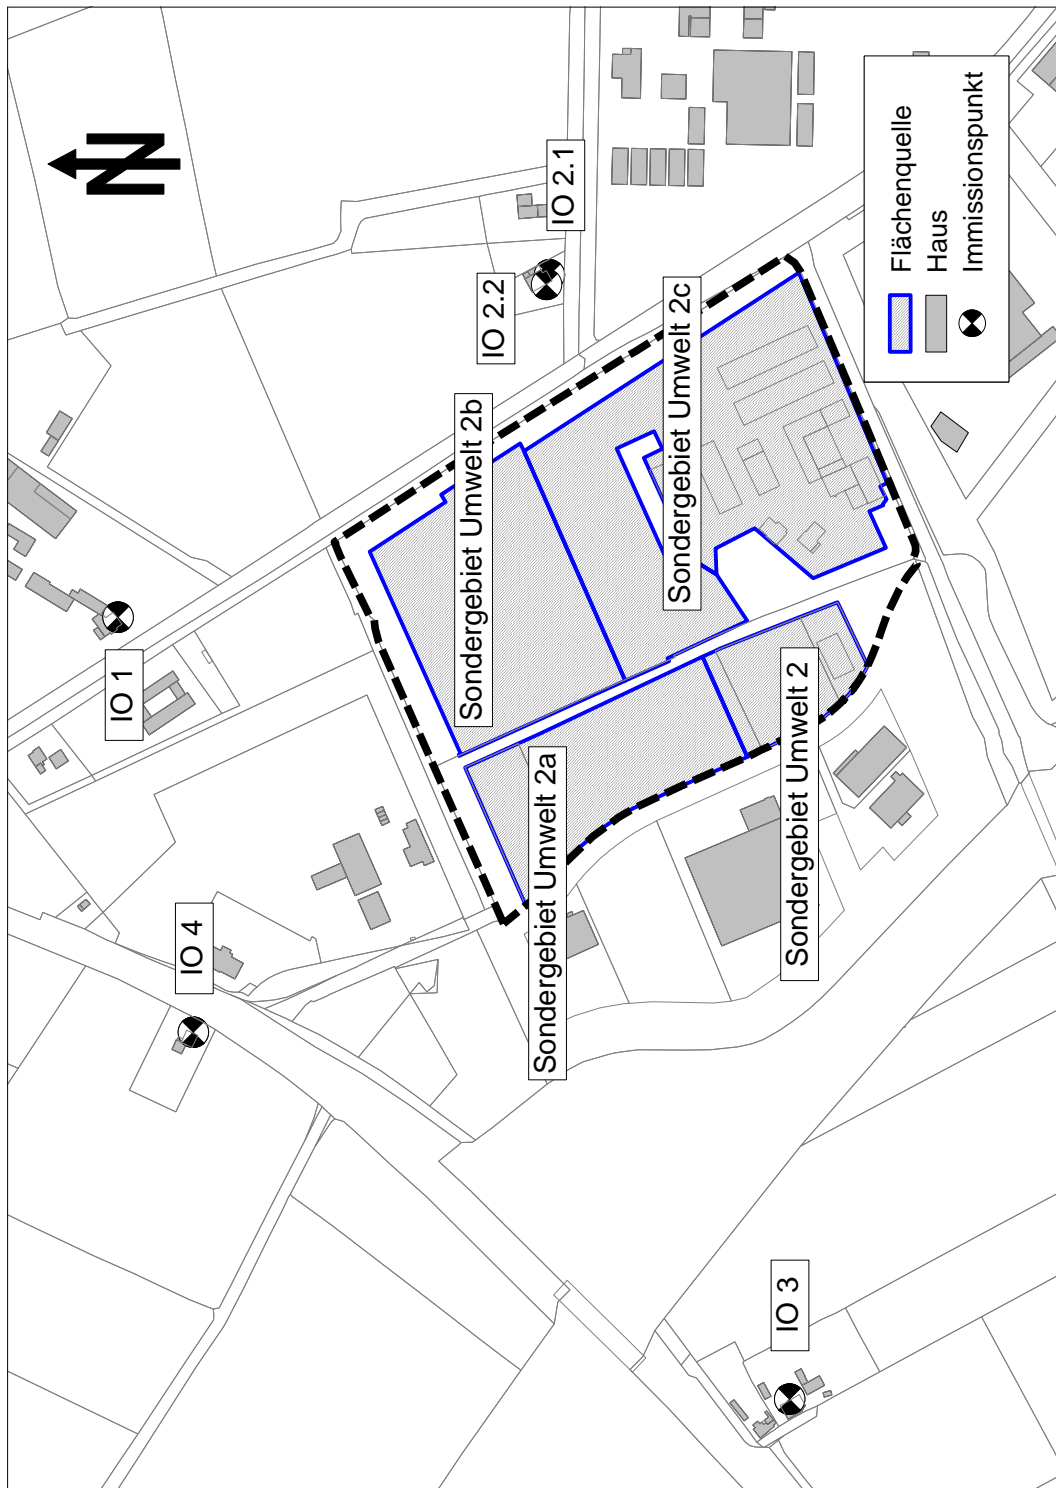 N
IO 1
IO 4
IO 2.1
IO 2.2
Sondergebiet Umwelt 2b
Sondergebiet Umwelt 2c
Sondergebiet Umwelt 2a
Sondergebiet Umwelt 2
IO 3
Flächenquelle
Haus
Immissionspunkt